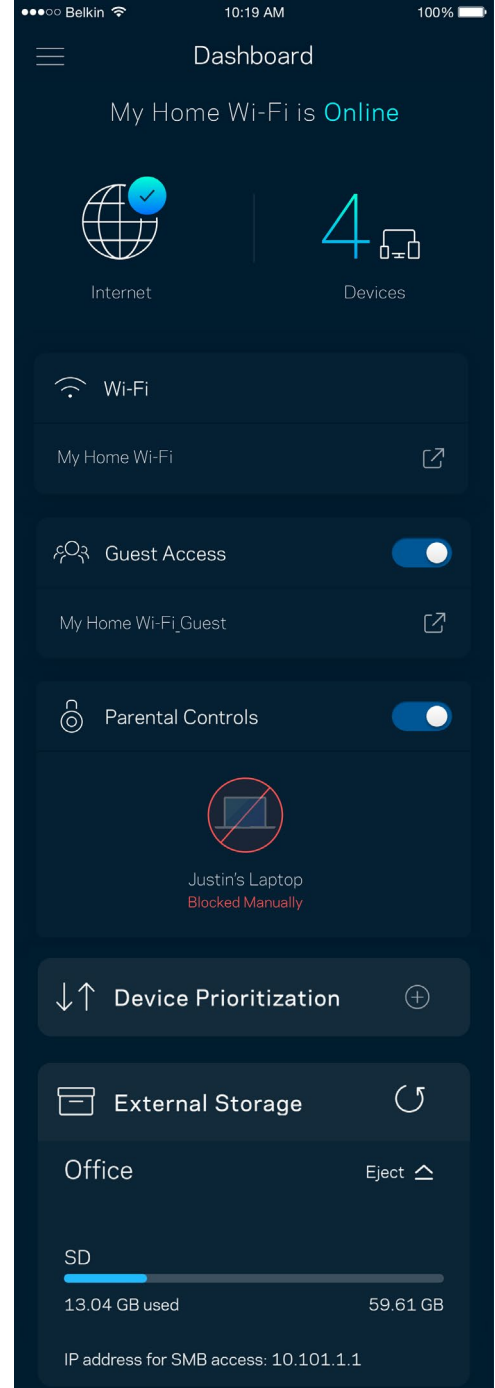 Belkin 10:19 AM 100%
Dashboard
My Home Wi-Fi is Online
4
Internet Devices
Wi-Fi
My Home Wi-Fi
Guest Access
My Home Wi-Fi_Guest
Parental Controls
Justin's Laptop
Blocked Manually
Device Prioritization
External Storage
Office Eject
SD
13.04 GB used 59.61 GB
IP address for SMB access: 10.101.1.1